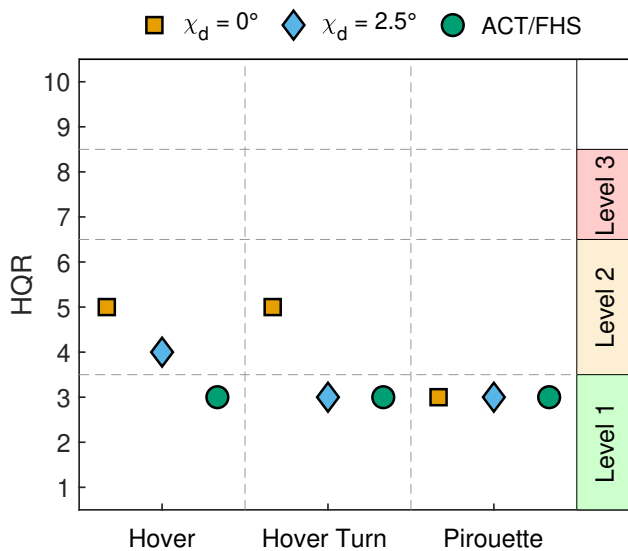 χd = 0° χd = 2.5° ACT/FHS
10
9
8
7
6
5
4
3
2
1
HQR
Level 3
Level 2
Level 1
Hover Hover Turn Pirouette